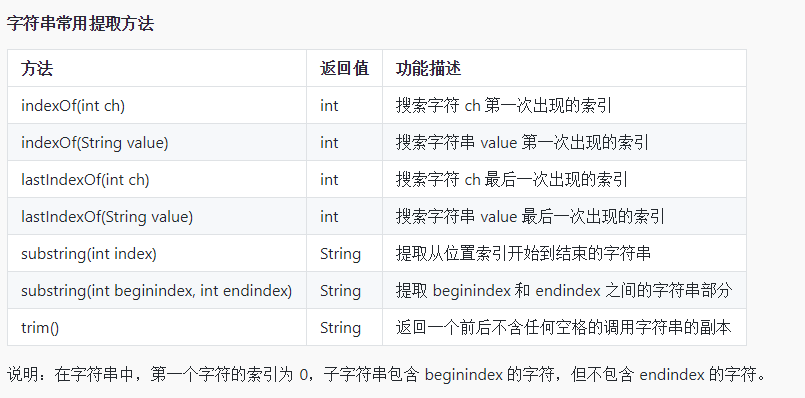 字符串常用提取方法
方法 返回值 功能描述
indexOf(int ch) int 搜索字符 ch 第一次出现的索引
indexOf(String value) int 搜索字符串 value 第一次出现的索引
lastIndexOf(int ch) int 搜索字符 ch 最后一次出现的索引
lastIndexOf(String value) int 搜索字符串 value 最后一次出现的索引
substring(int index) String 提取从位置索引开始到结束的字符串
substring(int beginindex, int endindex) String 提取 beginindex 和 endindex 之间的字符串部分
trim() String 返回一个前后不含任何空格的调用字符串的副本
说明：在字符串中，第一个字符的索引为 0，子字符串包含 beginindex 的字符，但不包含 endindex 的字符。